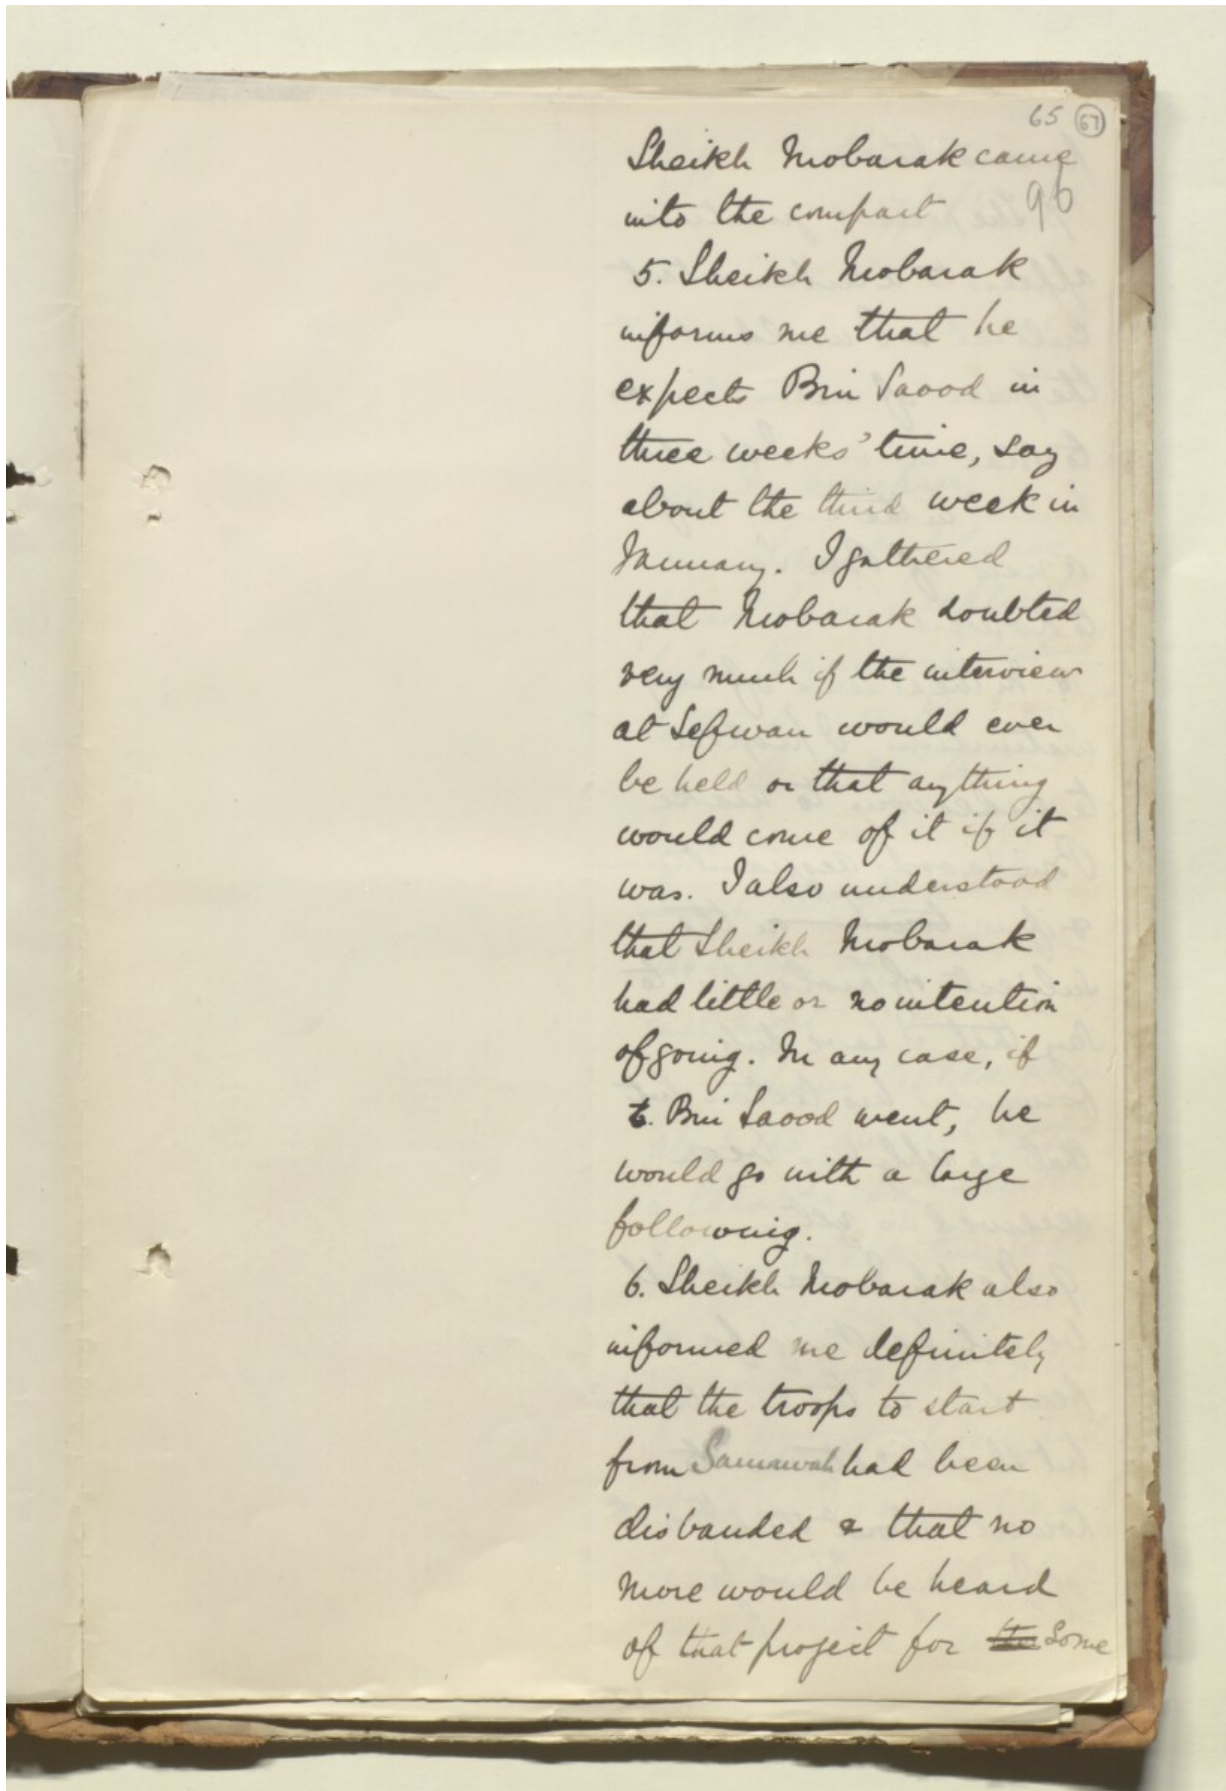 65 67
Sheikh Mobarak came
96
into the compact
5. Sheikh Mobarak
informs me that he
expects Bin Saood in
three weeks' time, say
about the third week in
January. I gathered
that Mobarak doubted
very much if the interview
at Sefwan would ever
be held or that anything
would come of it if it
was. I also understood
that Sheikh Mobarak
had little or no intention
of going. In any case, if
Bin Saood went, he
would go with a large
following.
6. Sheikh Mobarak also
informed me definitely
that the troops to start
from Samawah had been
disbanded & that no
more would be heard
of that project for some